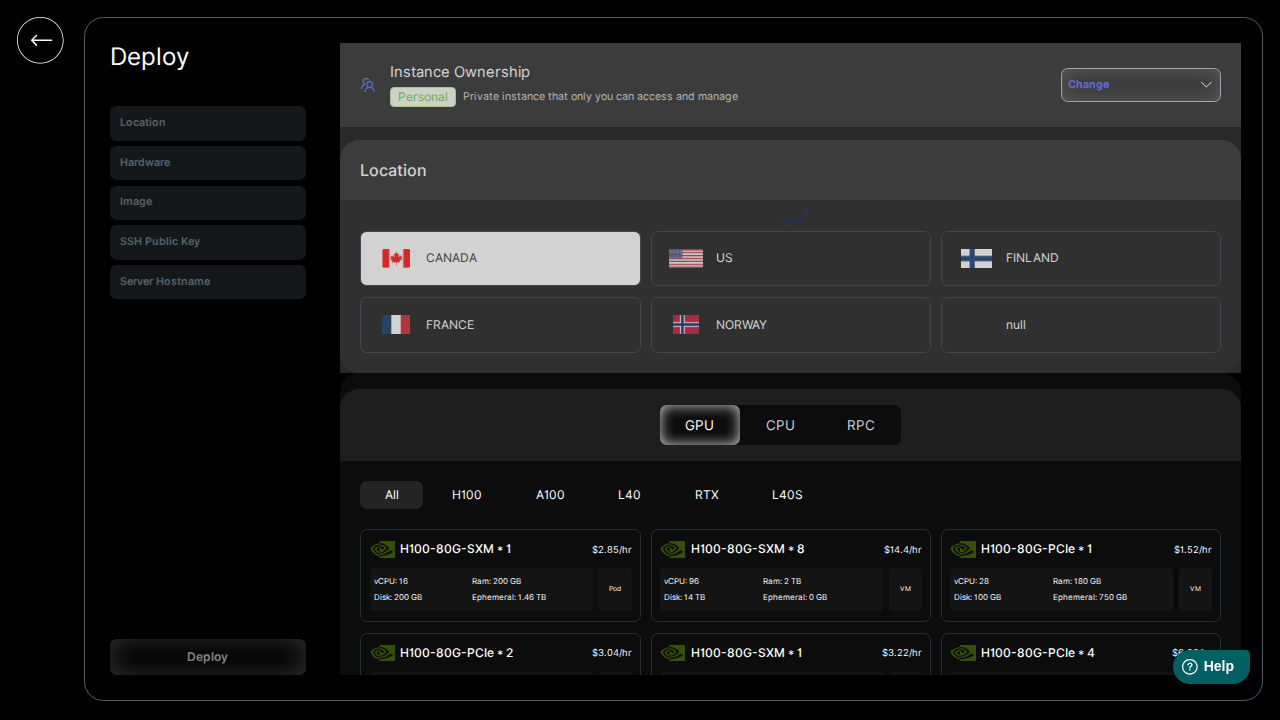 Deploy
Location
Hardware
Image
SSH Public Key
Server Hostname
Deploy
Instance Ownership
Personal Private instance that only you can access and manage
Change
Location
CANADA US FINLAND
FRANCE NORWAY null
GPU CPU RPC
All H100 A100 L40 RTX L40S
H100-80G-SXM * 1 $2.85/hr
vCPU: 16 Ram: 200 GB
Disk: 200 GB Ephemeral: 1.46 TB
Pod
H100-80G-SXM * 8 $14.4/hr
vCPU: 96 Ram: 2 TB
Disk: 14 TB Ephemeral: 0 GB
VM
H100-80G-PCIe * 1 $1.52/hr
vCPU: 28 Ram: 180 GB
Disk: 100 GB Ephemeral: 750 GB
VM
H100-80G-PCIe * 2 $3.04/hr
H100-80G-SXM * 1 $3.22/hr
H100-80G-PCIe * 4
Help